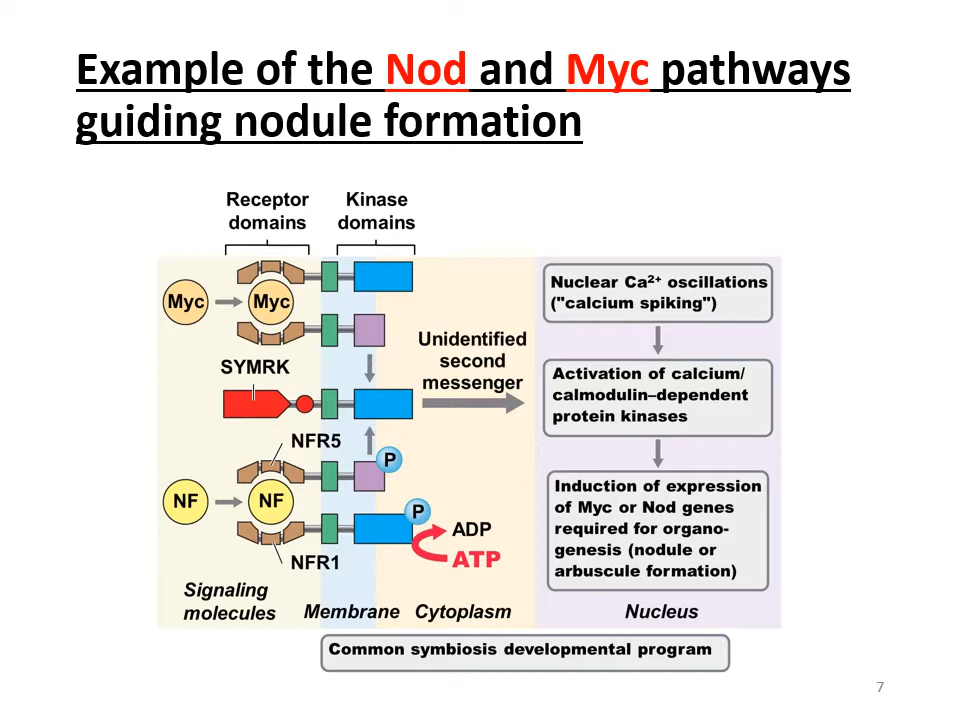 Example of the Nod and Myc pathways
guiding nodule formation
Receptor
domains
Kinase
domains
Myc
Myc
SYMRK
Unidentified
second
messenger
NFR5
P
NF
NF
P
ADP
ATP
NFR1
Nuclear Ca²⁺ oscillations
("calcium spiking")
Activation of calcium/
calmodulin–dependent
protein kinases
Induction of expression
of Myc or Nod genes
required for organo-
genesis (nodule or
arbuscule formation)
Signaling
molecules
Membrane
Cytoplasm
Nucleus
Common symbiosis developmental program
7